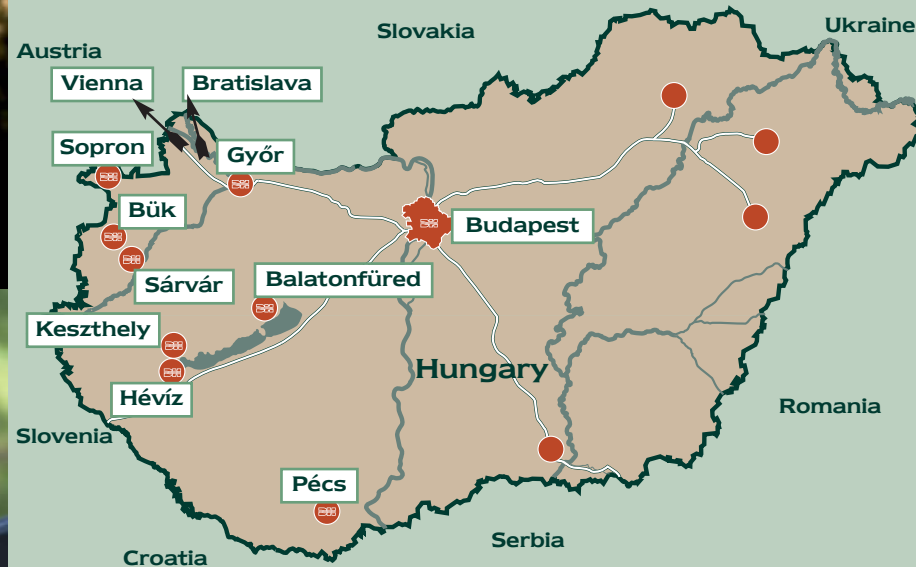 Slovakia
Ukraine
Austria
Vienna
Bratislava
Sopron
Győr
Bük
Budapest
Sárvár
Balatonfüred
Keszthely
Hungary
Hévíz
Romania
Slovenia
Pécs
Serbia
Croatia